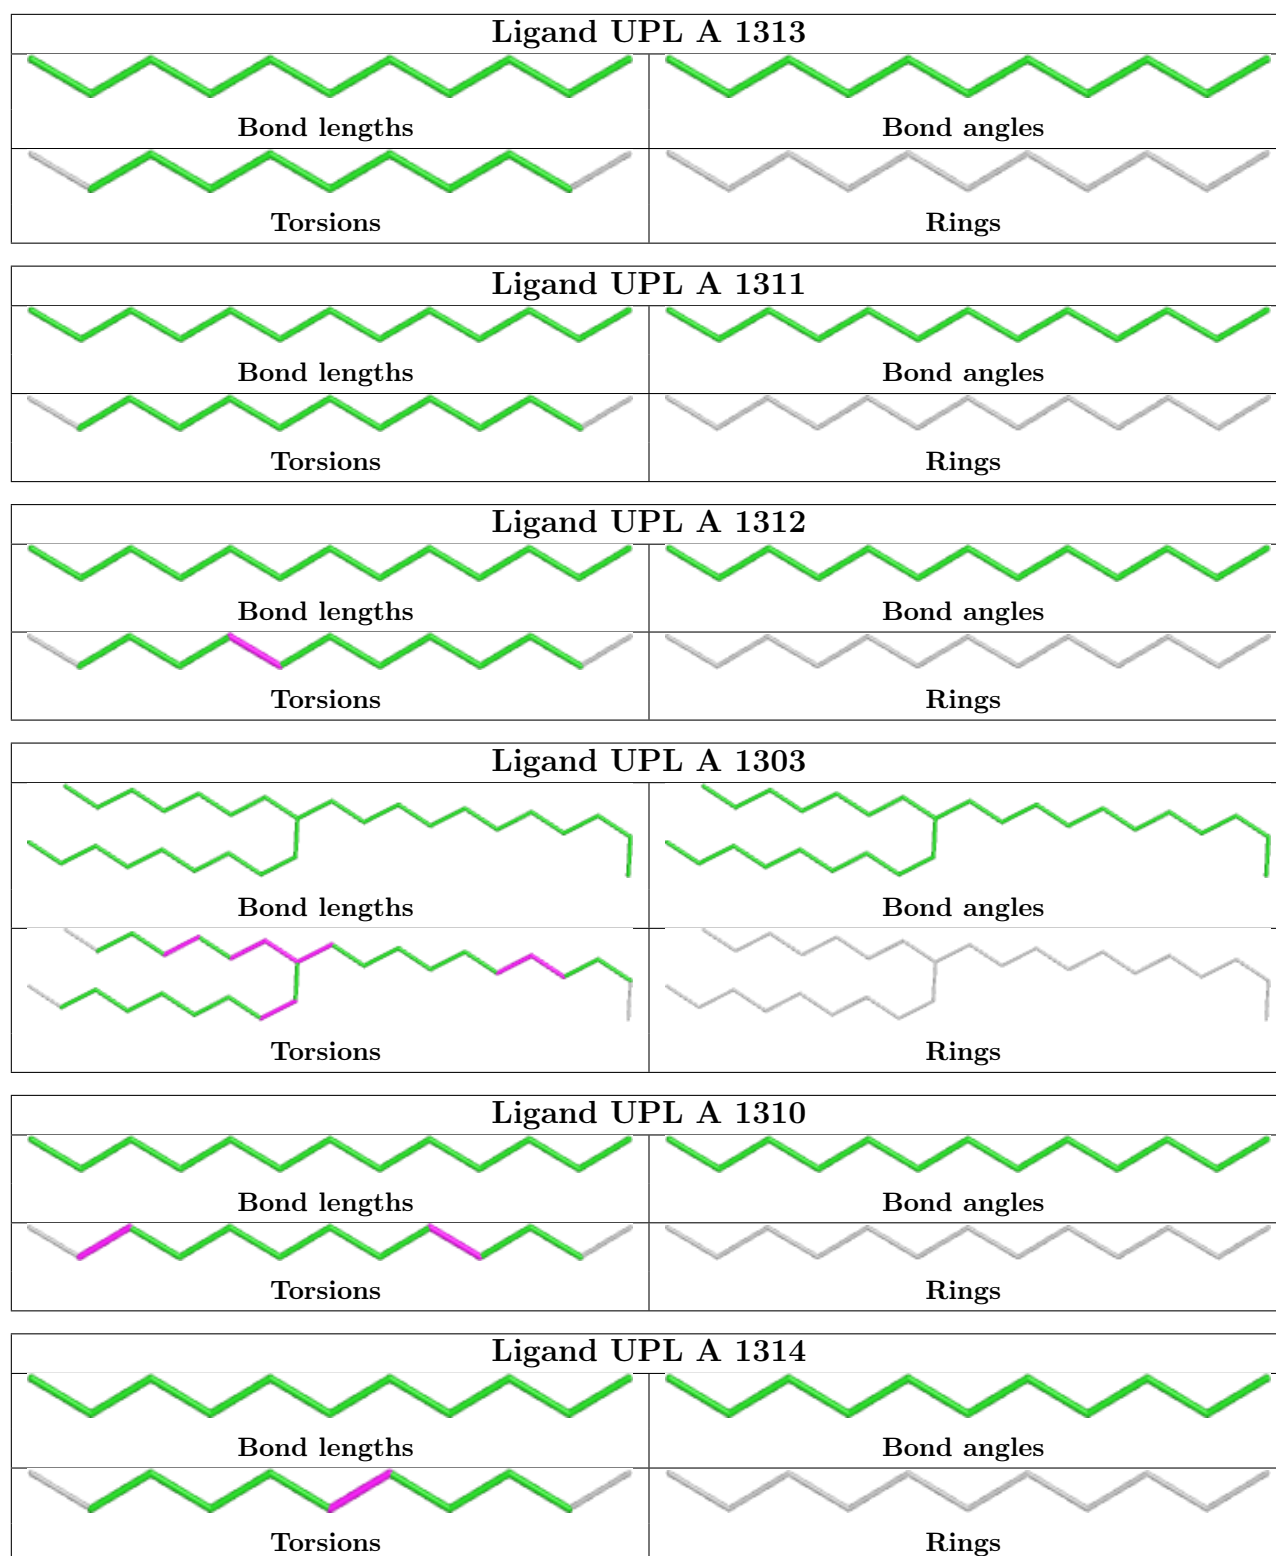 Ligand UPL A 1313
Bond lengths
Bond angles
Torsions
Rings
Ligand UPL A 1311
Bond lengths
Bond angles
Torsions
Rings
Ligand UPL A 1312
Bond lengths
Bond angles
Torsions
Rings
Ligand UPL A 1303
Bond lengths
Bond angles
Torsions
Rings
Ligand UPL A 1310
Bond lengths
Bond angles
Torsions
Rings
Ligand UPL A 1314
Bond lengths
Bond angles
Torsions
Rings